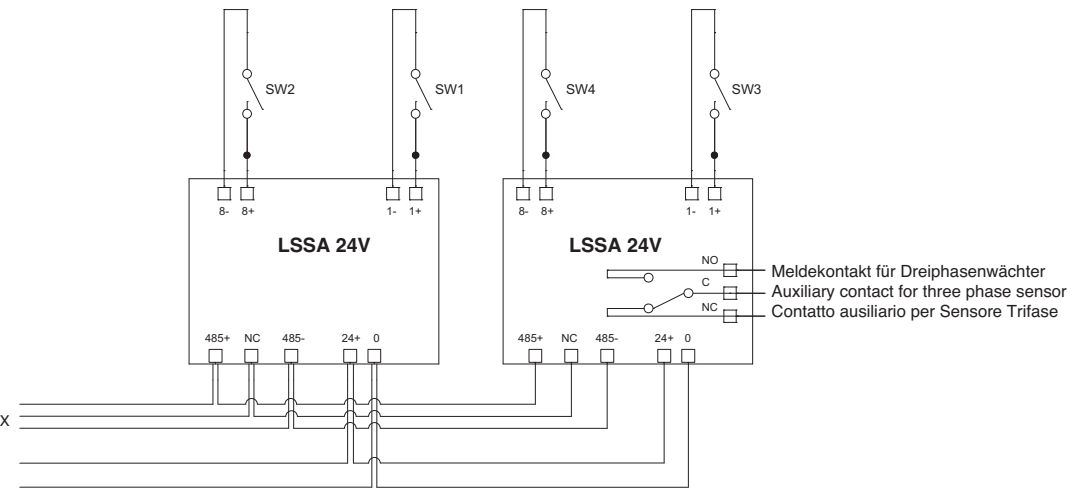 SW2 SW1 SW4 SW3
8- 8+ 1- 1+ 8- 8+ 1- 1+
LSSA 24V LSSA 24V
NO
Meldekontakt für Dreiphasenwächter
C
Auxiliary contact for three phase sensor
NC
Contatto ausiliario per Sensore Trifase
485+ NC 485- 24+ 0 485+ NC 485- 24+ 0
X